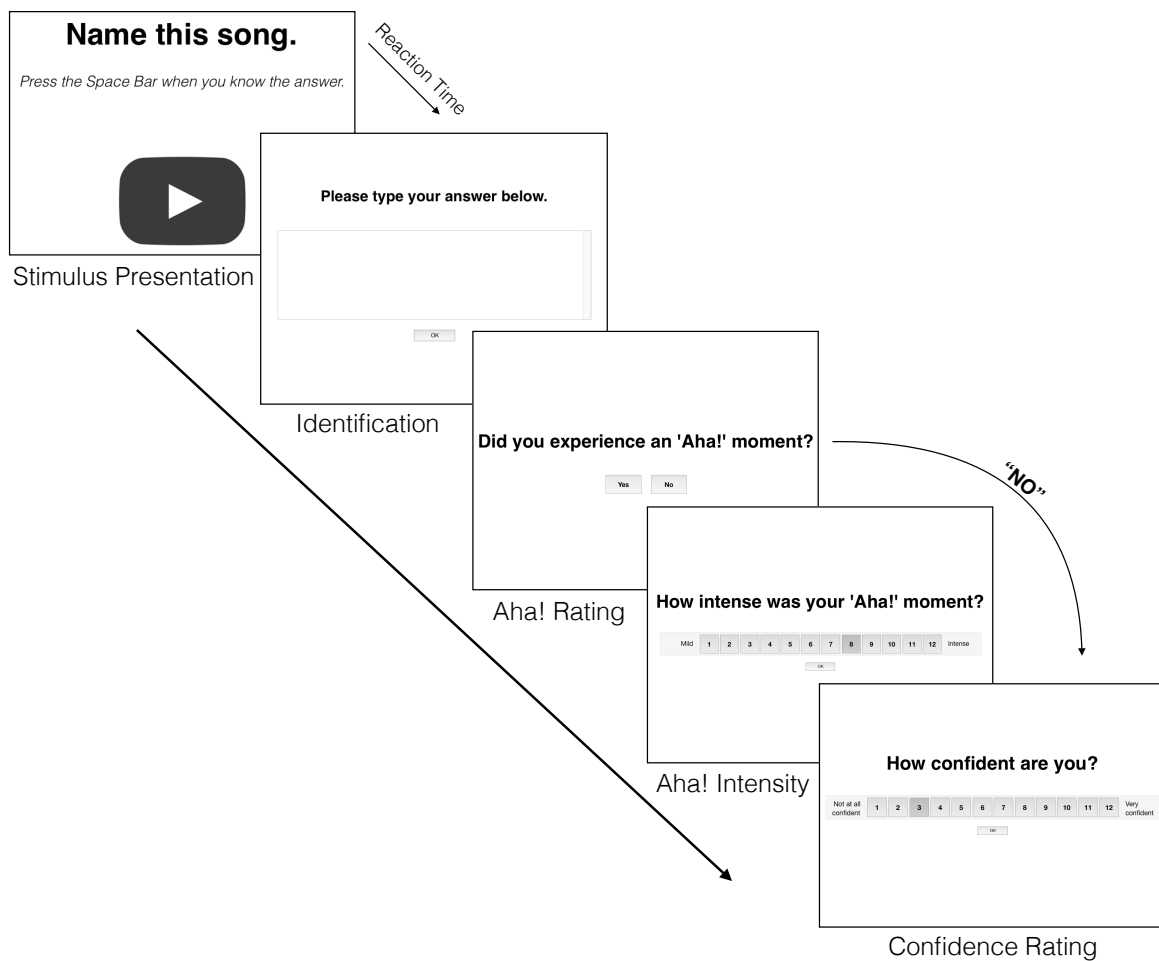 Name this song.
Press the Space Bar when you know the answer.
Reaction Time
Stimulus Presentation
Please type your answer below.
OK
Identification
Did you experience an 'Aha!' moment?
Yes No
“NO”
Aha! Rating
How intense was your 'Aha!' moment?
Mild 1 2 3 4 5 6 7 8 9 10 11 12 Intense
OK
Aha! Intensity
How confident are you?
Not at all
confident 1 2 3 4 5 6 7 8 9 10 11 12 Very
confident
OK
Confidence Rating